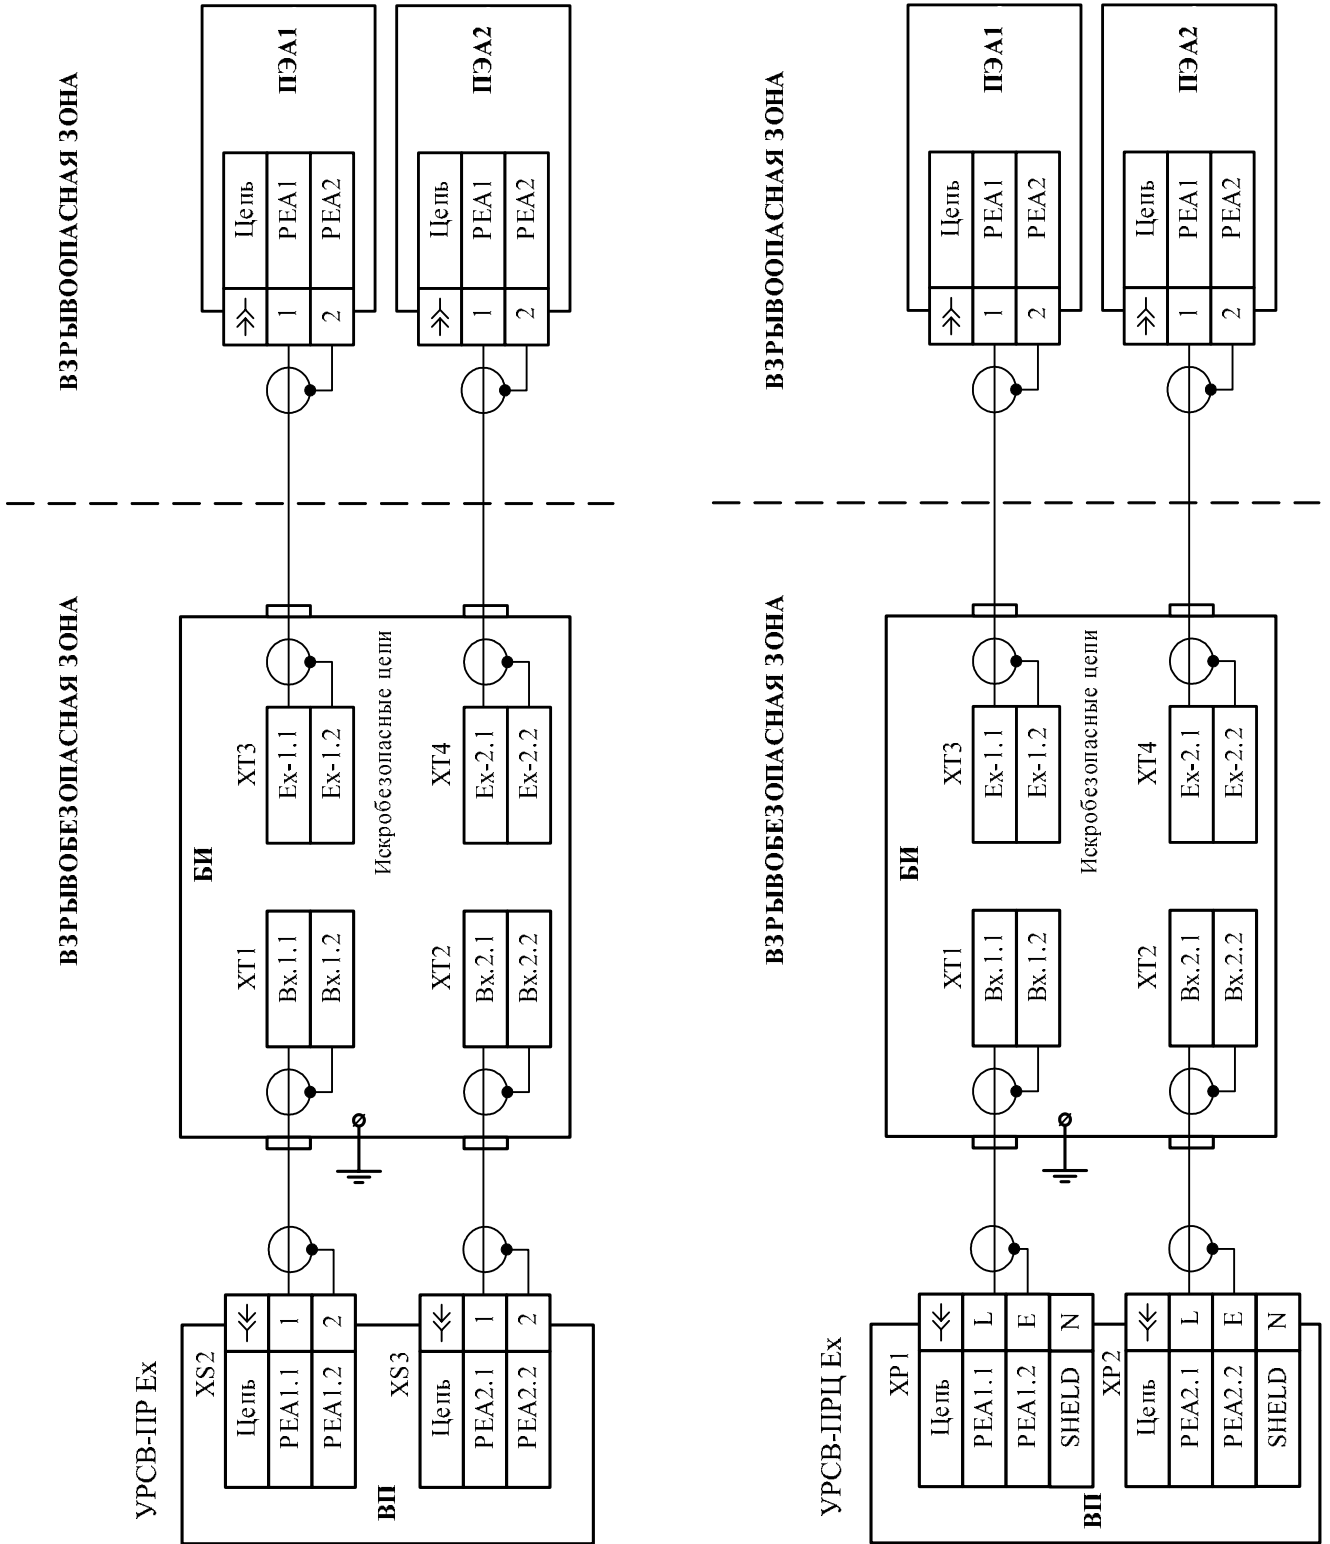 УРСВ-ПР Ex
ВЗРЫВОБЕЗОПАСНАЯ ЗОНА
ВЗРЫВООПАСНАЯ ЗОНА
ВП
XS2
Цепь
PEA1.1 1
PEA1.2 2
XS3
Цепь
PEA2.1 1
PEA2.2 2
БИ
XT1
Вх.1.1
Вх.1.2
XT2
Вх.2.1
Вх.2.2
XT3
Ex-1.1
Ex-1.2
Искробезопасные цепи
XT4
Ex-2.1
Ex-2.2
ПЭА1
Цепь
1 PEA1
2 PEA2
ПЭА2
Цепь
1 PEA1
2 PEA2
УРСВ-ПРЦ Ex
ВЗРЫВОБЕЗОПАСНАЯ ЗОНА
ВЗРЫВООПАСНАЯ ЗОНА
ВП
XP1
Цепь
PEA1.1 L
PEA1.2 E
SHELD N
XP2
Цепь
PEA2.1 L
PEA2.2 E
SHELD N
БИ
XT1
Вх.1.1
Вх.1.2
XT2
Вх.2.1
Вх.2.2
XT3
Ex-1.1
Ex-1.2
Искробезопасные цепи
XT4
Ex-2.1
Ex-2.2
ПЭА1
Цепь
1 PEA1
2 PEA2
ПЭА2
Цепь
1 PEA1
2 PEA2